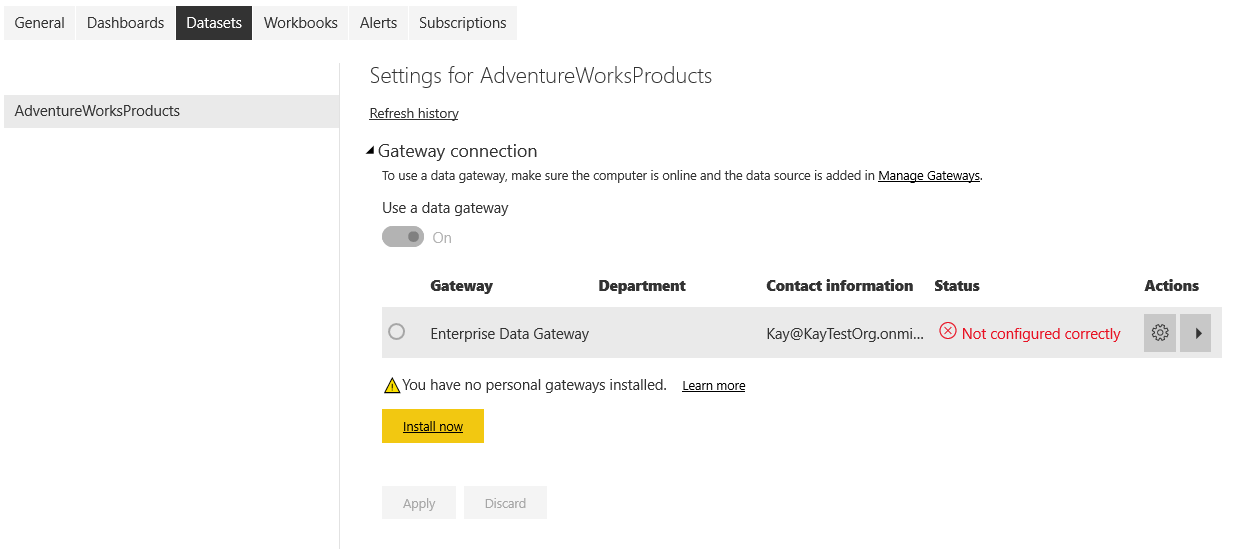 General Dashboards Datasets Workbooks Alerts Subscriptions
AdventureWorksProducts
Settings for AdventureWorksProducts
Refresh history
Gateway connection
To use a data gateway, make sure the computer is online and the data source is added in Manage Gateways.
Use a data gateway
On
Gateway Department Contact information Status Actions
Enterprise Data Gateway Kay@KayTestOrg.onmi... Not configured correctly
You have no personal gateways installed. Learn more
Install now
Apply Discard